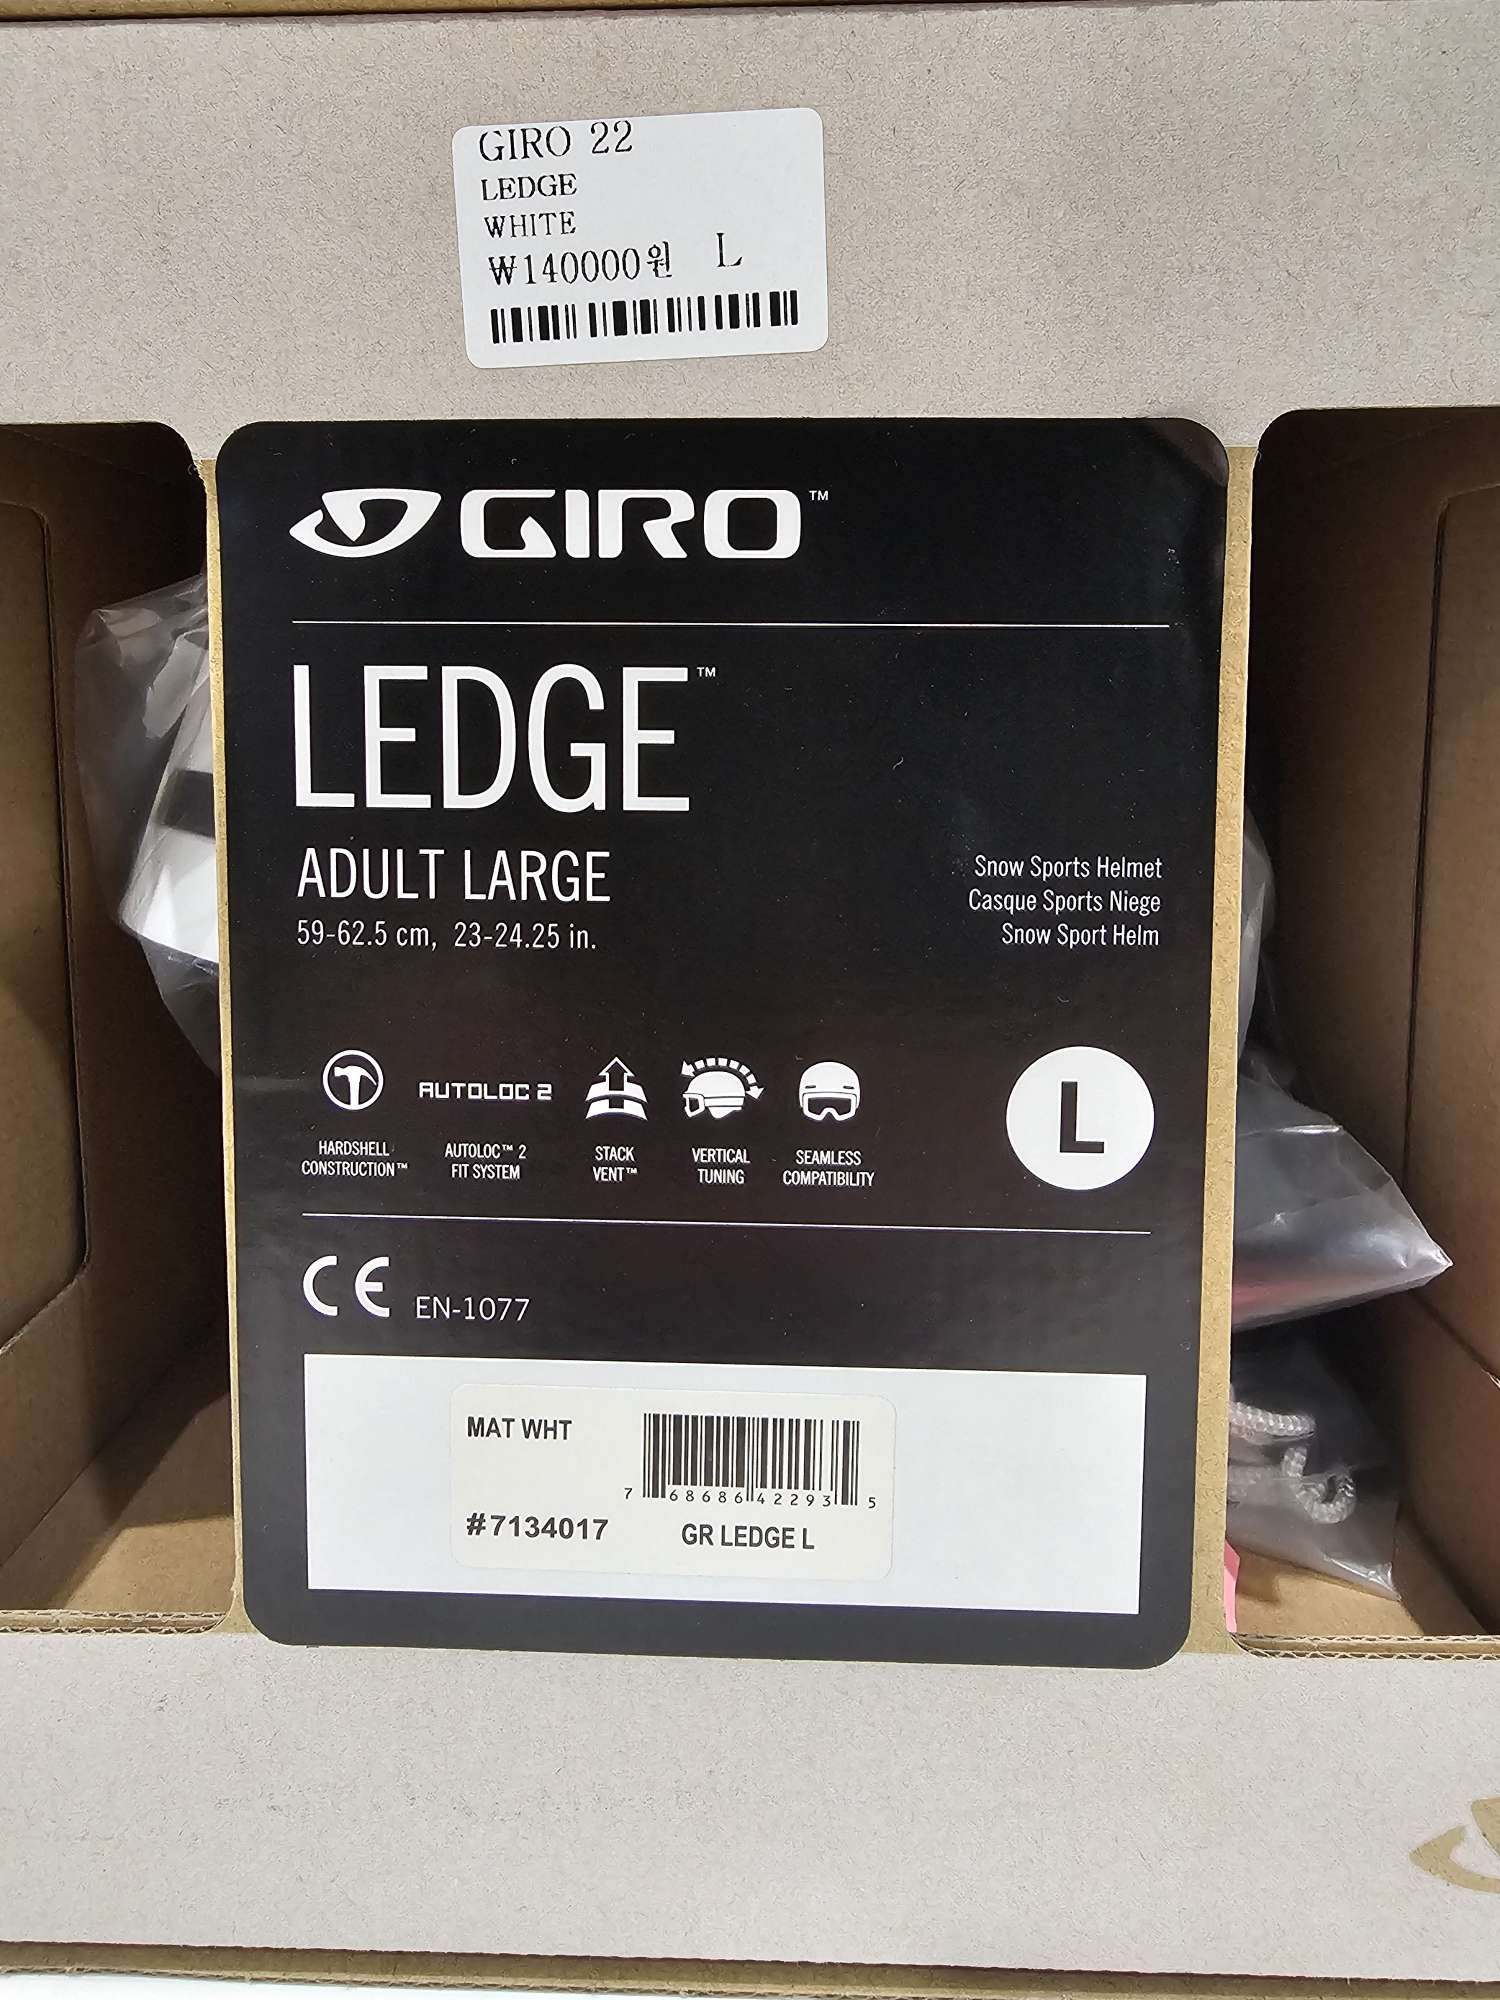 GIRO 22
LEDGE
WHITE
₩140000원 L
GIRO™
LEDGE™
ADULT LARGE
59-62.5 cm, 23-24.25 in.
Snow Sports Helmet
Casque Sports Niege
Snow Sport Helm
HARDSHELL CONSTRUCTION™
AUTOLOC 2
AUTOLOC™ 2 FIT SYSTEM
STACK VENT™
VERTICAL TUNING
SEAMLESS COMPATIBILITY
L
CE EN-1077
MAT WHT
7 68686 42293 5
#7134017
GR LEDGE L